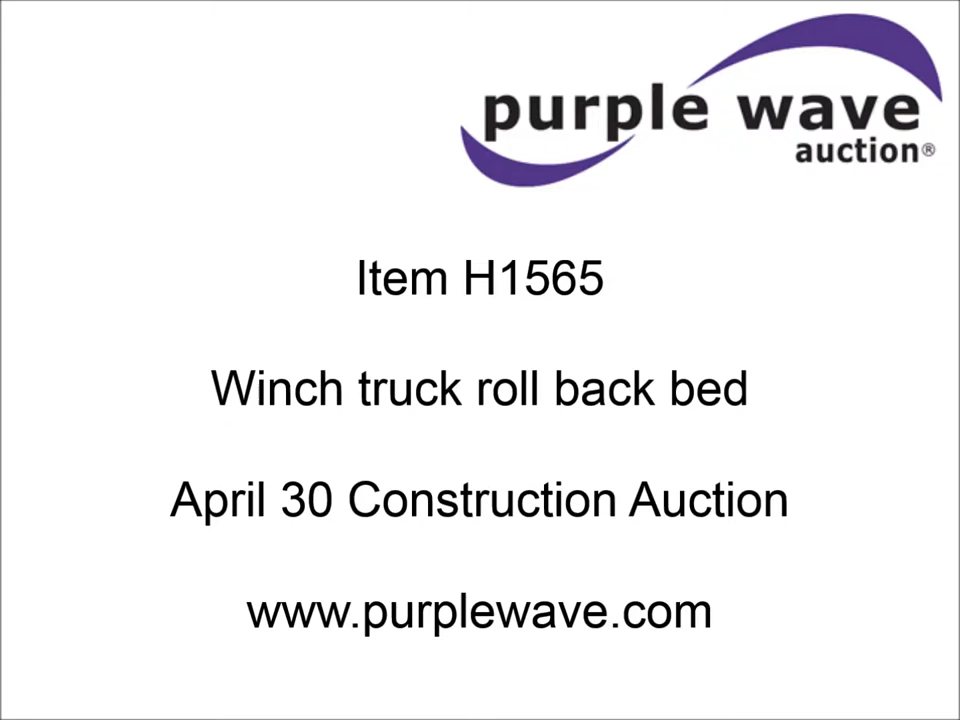 purple wave
auction®
Item H1565
Winch truck roll back bed
April 30 Construction Auction
www.purplewave.com